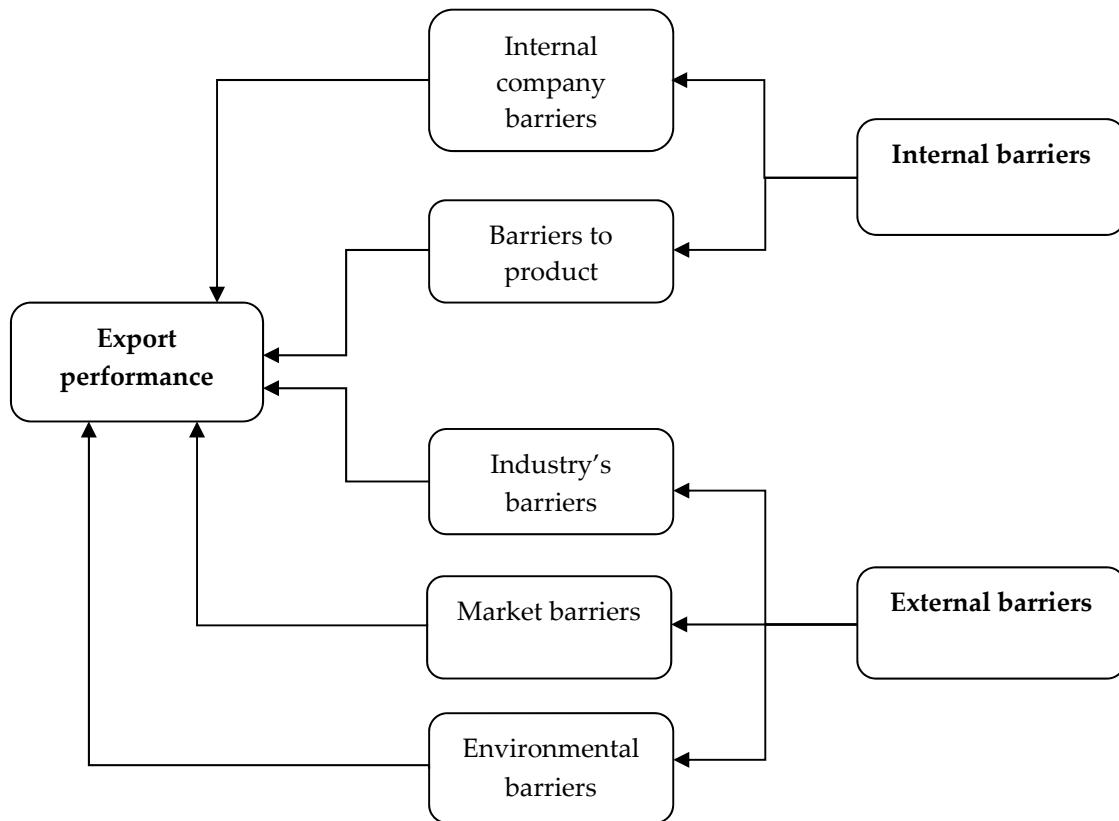 Internal
company
barriers
Internal barriers
Barriers to
product
Export
performance
Industry’s
barriers
Market barriers
External barriers
Environmental
barriers